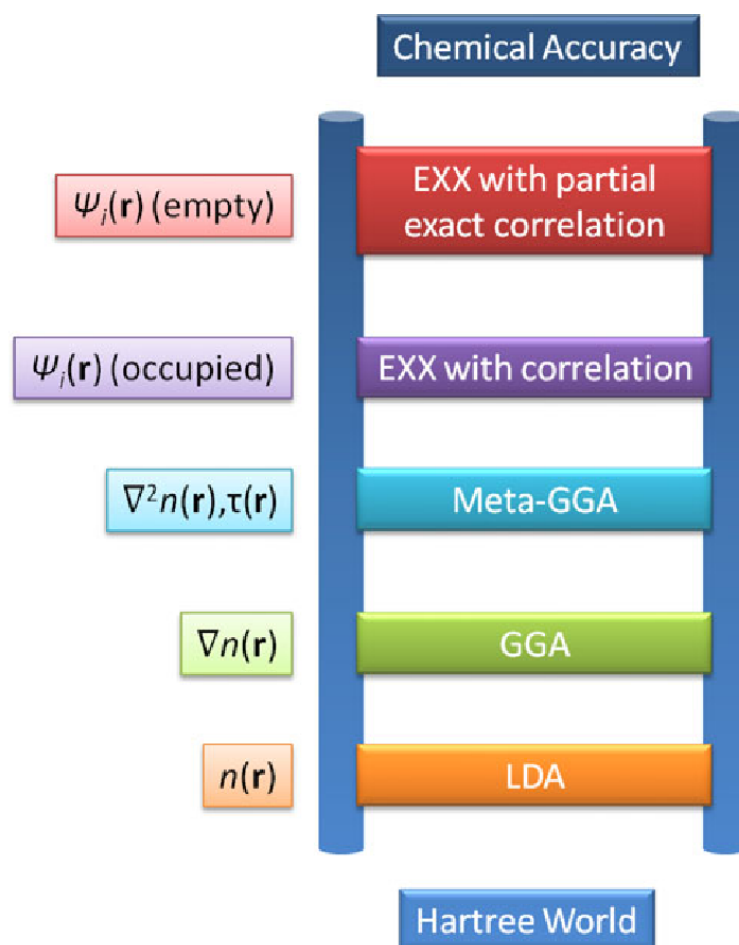 Chemical Accuracy
Ψᵢ(r) (empty)
EXX with partial
exact correlation
Ψᵢ(r) (occupied)
EXX with correlation
∇²n(r),τ(r)
Meta-GGA
∇n(r)
GGA
n(r)
LDA
Hartree World